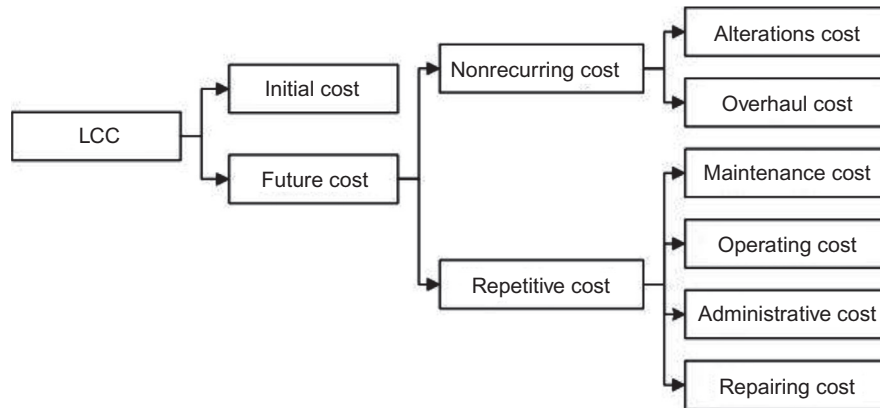 LCC
Initial cost
Future cost
Nonrecurring cost
Repetitive cost
Alterations cost
Overhaul cost
Maintenance cost
Operating cost
Administrative cost
Repairing cost